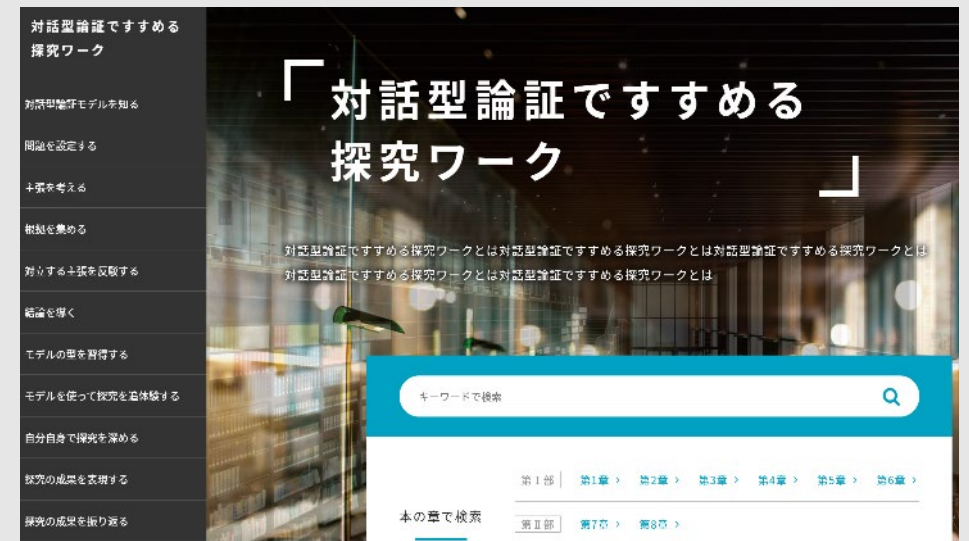 対話型論証ですすめる
探究ワーク
対話型論証モデルを知る
問題を設定する
主張を考える
根拠を集める
対立する主張を反駁する
結論を導く
モデルの型を習得する
モデルを使って探究を追体験する
自分自身で探究を深める
探究の成果を表現する
探究の成果を振り返る
「対話型論証ですすめる
探究ワーク」
対話型論証ですすめる探究ワークとは対話型論証ですすめる探究ワークとは対話型論証ですすめる探究ワークとは
対話型論証ですすめる探究ワークとは対話型論証ですすめる探究ワークとは
キーワードで検索
本の章で検索
第Ⅰ部 第1章 › 第2章 › 第3章 › 第4章 › 第5章 › 第6章 ›
第Ⅱ部 第7章 › 第8章 ›